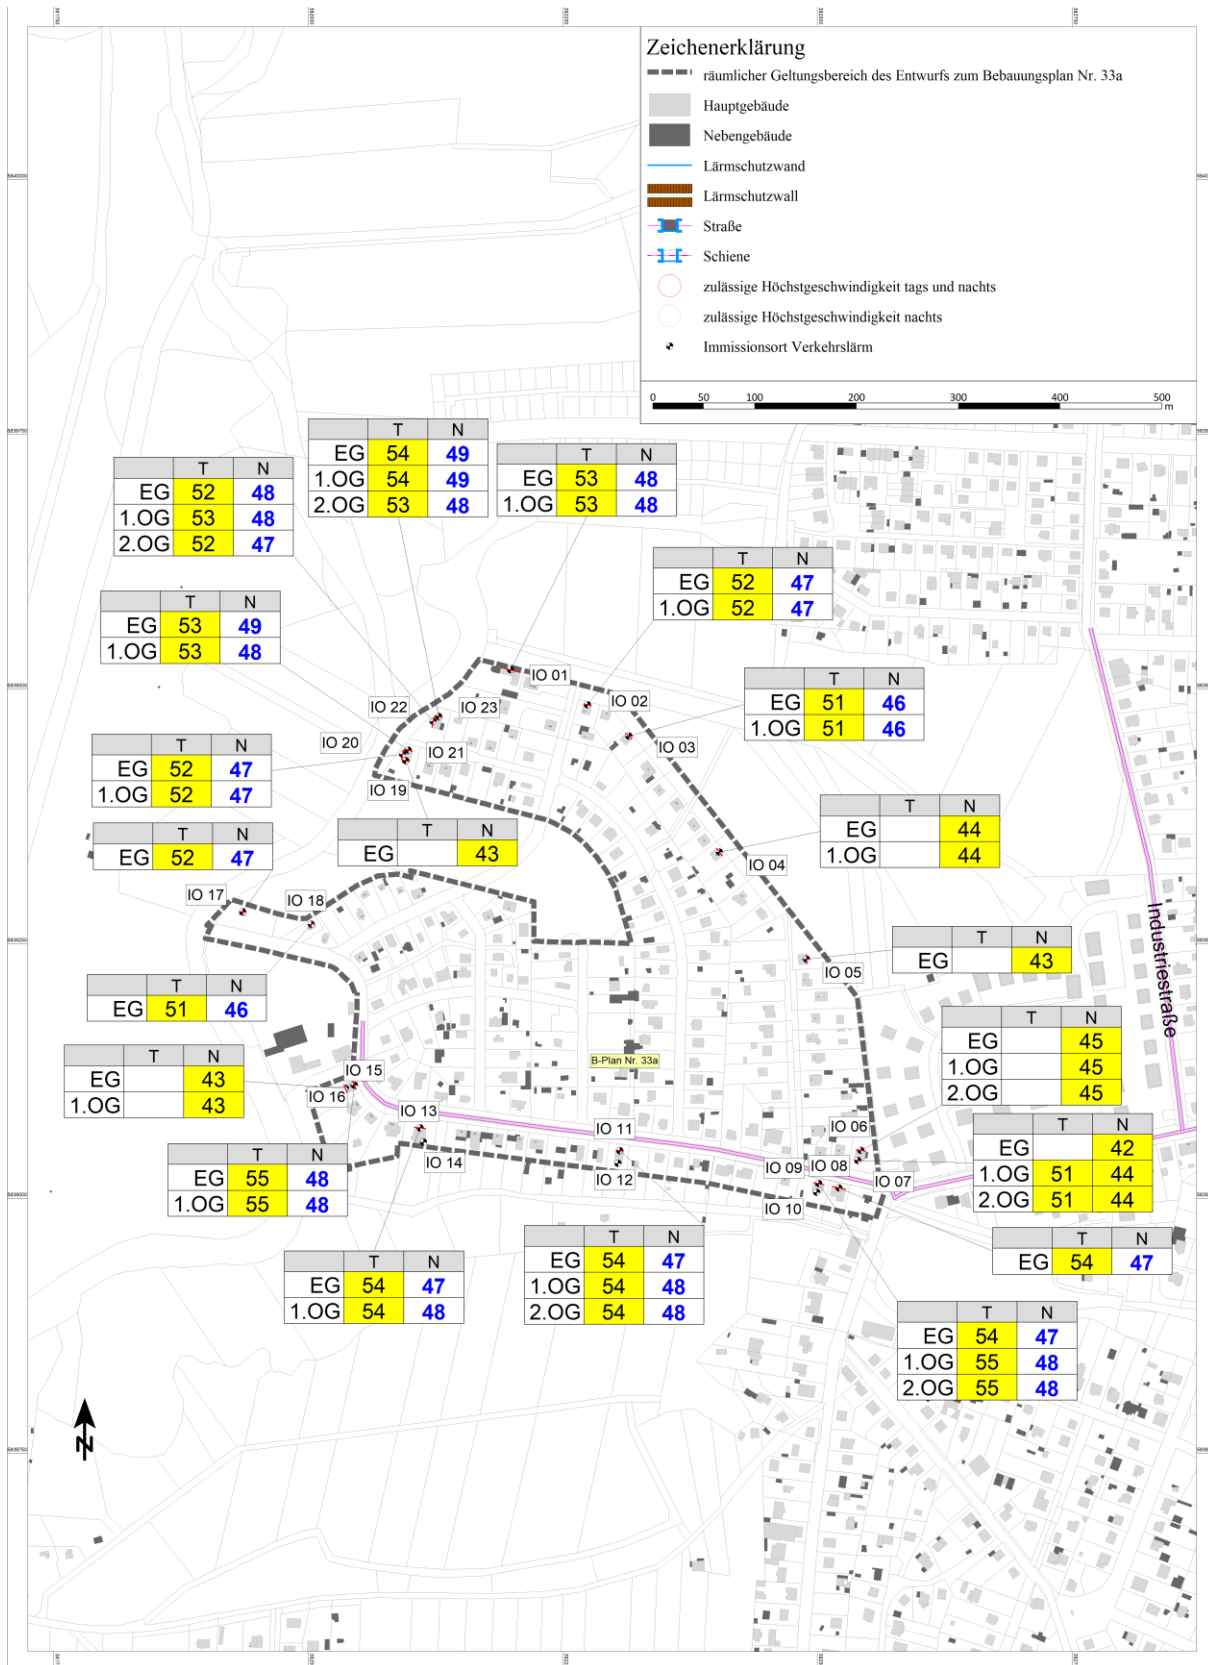 Zeichenerklärung
räumlicher Geltungsbereich des Entwurfs zum Bebauungsplan Nr. 33a
Hauptgebäude
Nebengebäude
Lärmschutzwand
Lärmschutzwall
Straße
Schiene
zulässige Höchstgeschwindigkeit tags und nachts
zulässige Höchstgeschwindigkeit nachts
Immissionsort Verkehrslärm
0 50 100 200 300 400 500 m
T N
EG 54 49
1.OG 54 49
2.OG 53 48
T N
EG 53 48
1.OG 53 48
T N
EG 52 48
1.OG 53 48
2.OG 52 47
T N
EG 52 47
1.OG 52 47
T N
EG 53 49
1.OG 53 48
T N
EG 51 46
1.OG 51 46
IO 01
IO 02
IO 22
IO 23
IO 20
IO 21
IO 03
IO 19
T N
EG 52 47
1.OG 52 47
T N
EG 52 47
T N
EG 43
T N
EG 44
1.OG 44
IO 04
IO 17
IO 18
Industriestraße
T N
EG 43
IO 05
T N
EG 51 46
T N
EG 45
1.OG 45
2.OG 45
B-Plan Nr. 33a
T N
EG 43
1.OG 43
IO 15
IO 16
IO 13
IO 14
IO 11
IO 12
IO 06
IO 09
IO 08
IO 07
IO 10
T N
EG 42
1.OG 51 44
2.OG 51 44
T N
EG 55 48
1.OG 55 48
T N
EG 54 47
1.OG 54 48
T N
EG 54 47
1.OG 54 48
2.OG 54 48
T N
EG 54 47
T N
EG 54 47
1.OG 55 48
2.OG 55 48
N